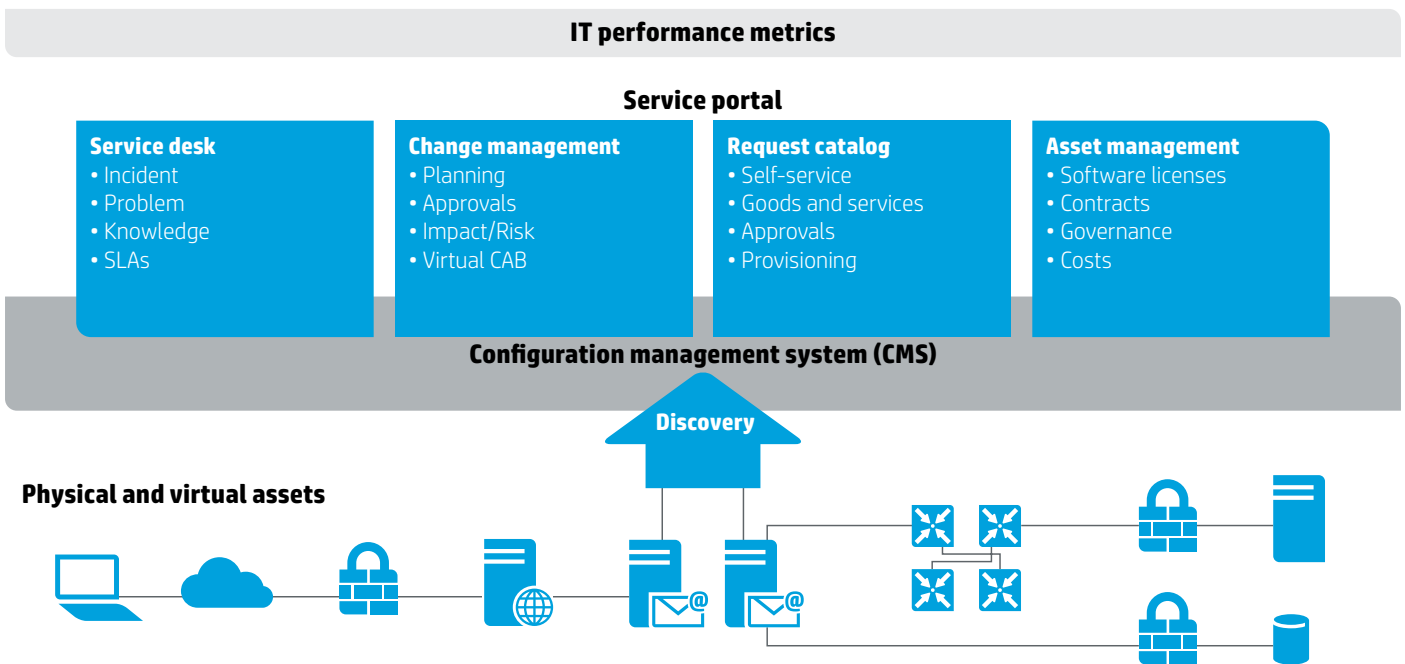 IT performance metrics
Service portal
Service desk
• Incident
• Problem
• Knowledge
• SLAs
Change management
• Planning
• Approvals
• Impact/Risk
• Virtual CAB
Request catalog
• Self-service
• Goods and services
• Approvals
• Provisioning
Asset management
• Software licenses
• Contracts
• Governance
• Costs
Configuration management system (CMS)
Discovery
Physical and virtual assets
@
@